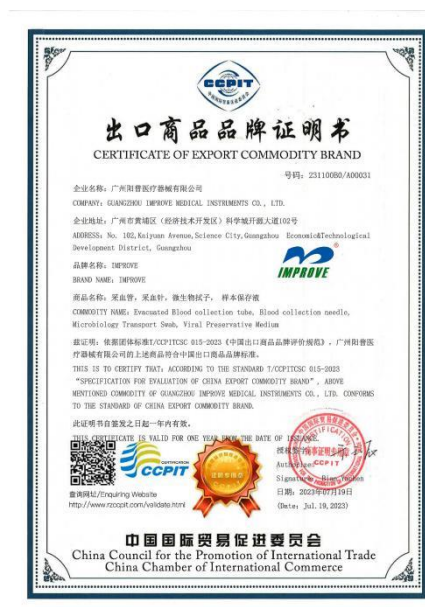 CCPIT
出口商品品牌证明书
CERTIFICATE OF EXPORT COMMODITY BRAND
号码：231100B0/A00031
企业名称：广州阳普医疗器械有限公司
COMPANY: GUANGZHOU IMPROVE MEDICAL INSTRUMENTS CO., LTD.
企业地址：广州市黄埔区（经济技术开发区）科学城开源大道102号
ADDRESS: No. 102,Kaiyuan Avenue,Science City,Guangzhou Economic&Technological
Development District, Guangzhou
品牌名称：IMPROVE
BRAND NAME: IMPROVE
IMPROVE
®
商品名称：采血管，采血针，微生物拭子， 样本保存液
COMMODITY NAME: Evacuated Blood collection tube, Blood collection needle,
Microbiology Transport Swab, Viral Preservative Medium
兹证明：依据团体标准T/CCPITCSC 015-2023《中国出口商品品牌评价规范》，广州阳普医
疗器械有限公司的上述商品符合中国出口商品品牌标准。
THIS IS TO CERTIFY THAT: ACCORDING TO THE STANDARD T/CCPITCSC 015-2023
"SPECIFICATION FOR EVALUATION OF CHINA EXPORT COMMODITY BRAND", ABOVE
MENTIONED COMMODITY OF GUANGZHOU IMPROVE MEDICAL INSTRUMENTS CO., LTD. CONFORMS
TO THE STANDARD OF CHINA EXPORT COMMODITY BRAND.
此证明书自签发之日起一年内有效。
THIS CERTIFICATE IS VALID FOR ONE YEAR FROM THE DATE OF ISSUANCE.
CERTIFICATION
CCPIT
授权签字
商事证明专用章
CCPIT
Authorized
Signature
日期：2023年07月19日
(Date: Jul. 19, 2023)
查询网址/Enquiring Website
http://www.rzccpit.com/validate.html
中国国际贸易促进委员会
China Council for the Promotion of International Trade
China Chamber of International Commerce